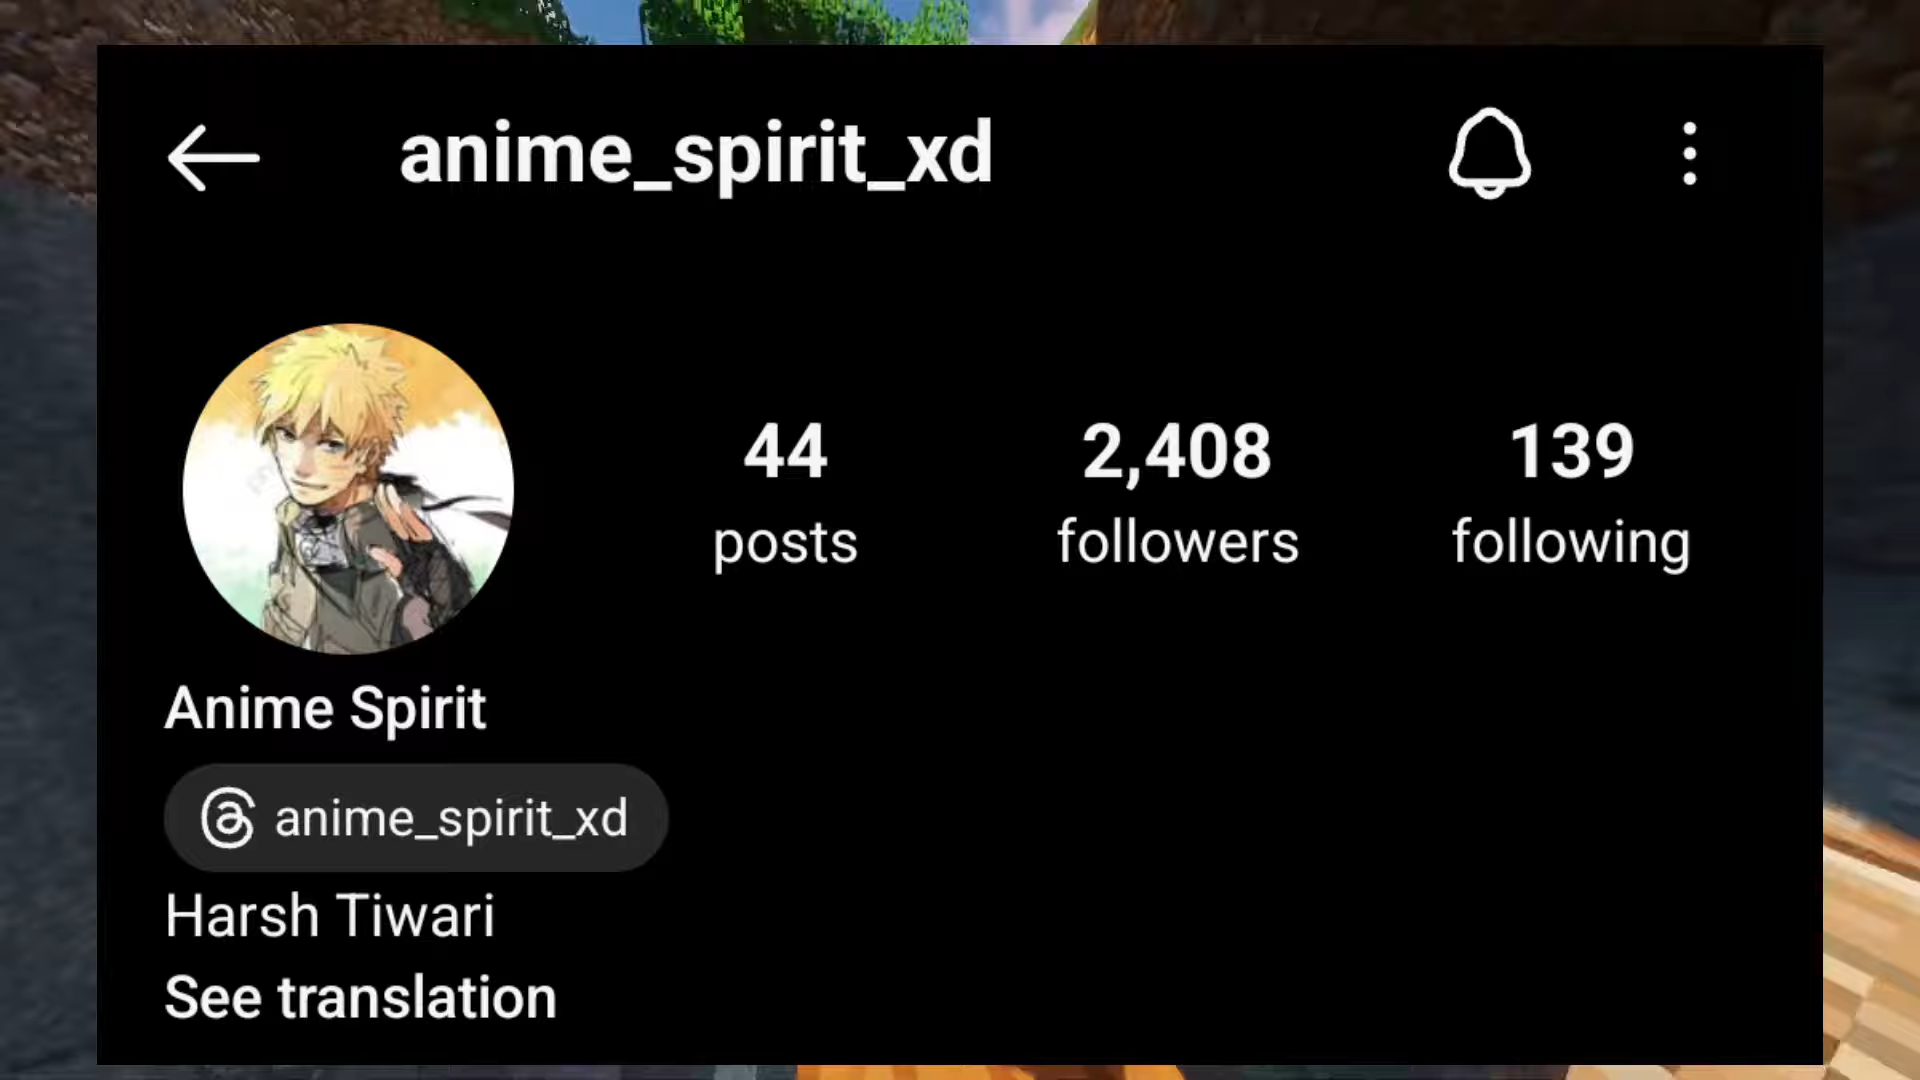 anime_spirit_xd
44
posts
2,408
followers
139
following
Anime Spirit
anime_spirit_xd
Harsh Tiwari
See translation